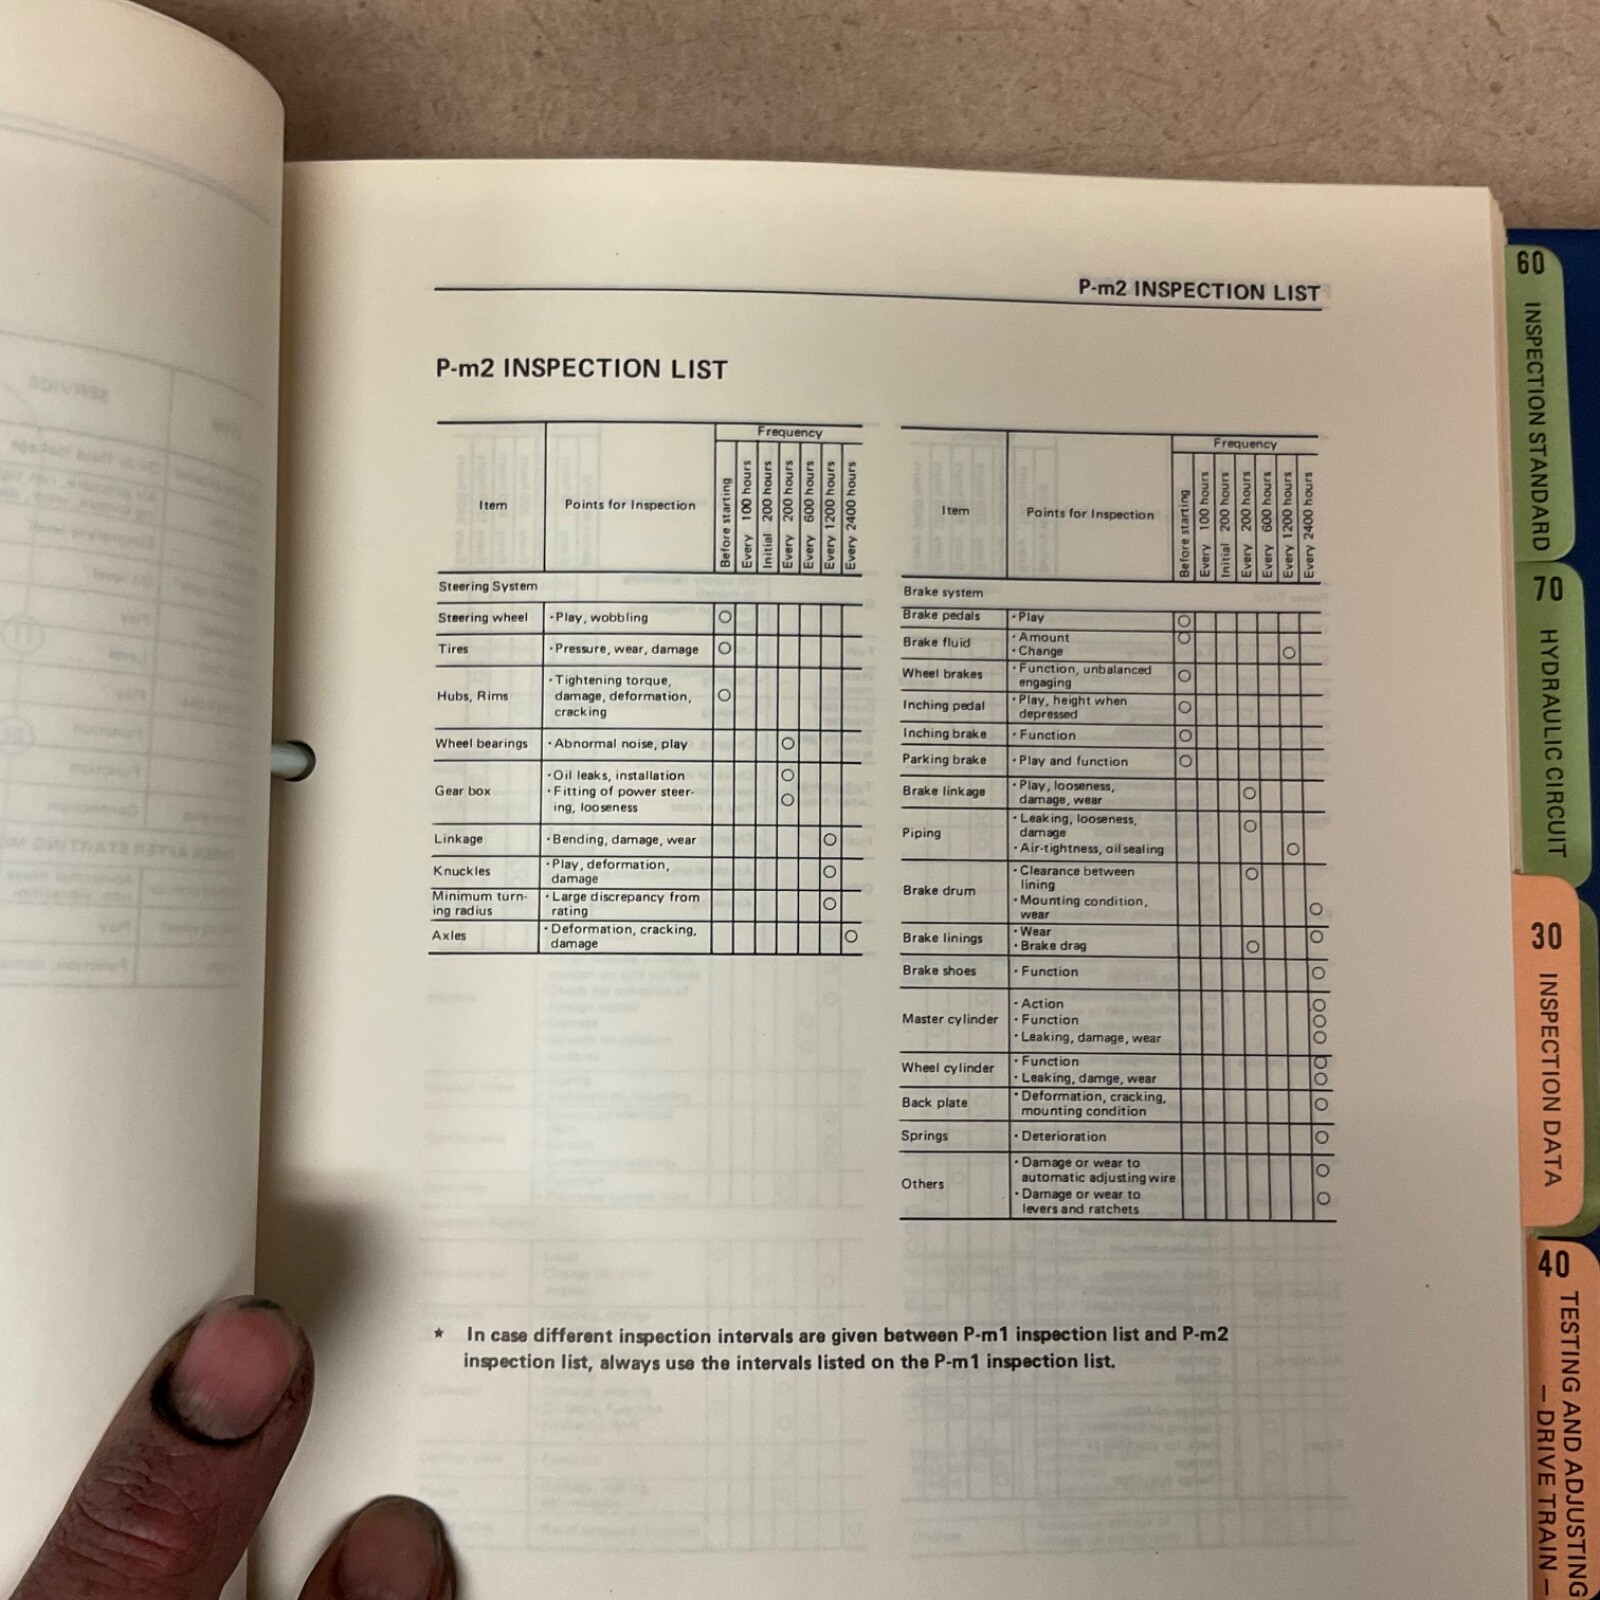 P-m2 INSPECTION LIST
P-m2 INSPECTION LIST
Item
Points for Inspection
Frequency
Before starting
Every 100 hours
Initial 200 hours
Every 200 hours
Every 600 hours
Every 1200 hours
Every 2400 hours
Steering System
Steering wheel
· Play, wobbling
○
Tires
· Pressure, wear, damage
○
Hubs, Rims
· Tightening torque,
damage, deformation,
cracking
○
Wheel bearings
· Abnormal noise, play
○
Gear box
· Oil leaks, installation
○
· Fitting of power steer-
ing, looseness
○
Linkage
· Bending, damage, wear
○
Knuckles
· Play, deformation,
damage
○
Minimum turn-
ing radius
· Large discrepancy from
rating
○
Axles
· Deformation, cracking,
damage
○
Item
Points for Inspection
Frequency
Before starting
Every 100 hours
Initial 200 hours
Every 200 hours
Every 600 hours
Every 1200 hours
Every 2400 hours
Brake system
Brake pedals
· Play
○
Brake fluid
· Amount
○
· Change
○
Wheel brakes
· Function, unbalanced
engaging
○
Inching pedal
· Play, height when
depressed
○
Inching brake
· Function
○
Parking brake
· Play and function
○
Brake linkage
· Play, looseness,
damage, wear
○
Piping
· Leaking, looseness,
damage
○
· Air-tightness, oil sealing
○
Brake drum
· Clearance between
lining
○
· Mounting condition,
wear
○
Brake linings
· Wear
○
· Brake drag
○
Brake shoes
· Function
○
Master cylinder
· Action
○
· Function
○
· Leaking, damage, wear
○
Wheel cylinder
· Function
○
· Leaking, damge, wear
○
Back plate
· Deformation, cracking,
mounting condition
○
Springs
· Deterioration
○
Others
· Damage or wear to
automatic adjusting wire
○
· Damage or wear to
levers and ratchets
○
★ In case different inspection intervals are given between P-m1 inspection list and P-m2
inspection list, always use the intervals listed on the P-m1 inspection list.
60 INSPECTION STANDARD
70 HYDRAULIC CIRCUIT
30 INSPECTION DATA
40 TESTING AND ADJUSTING
— DRIVE TRAIN —